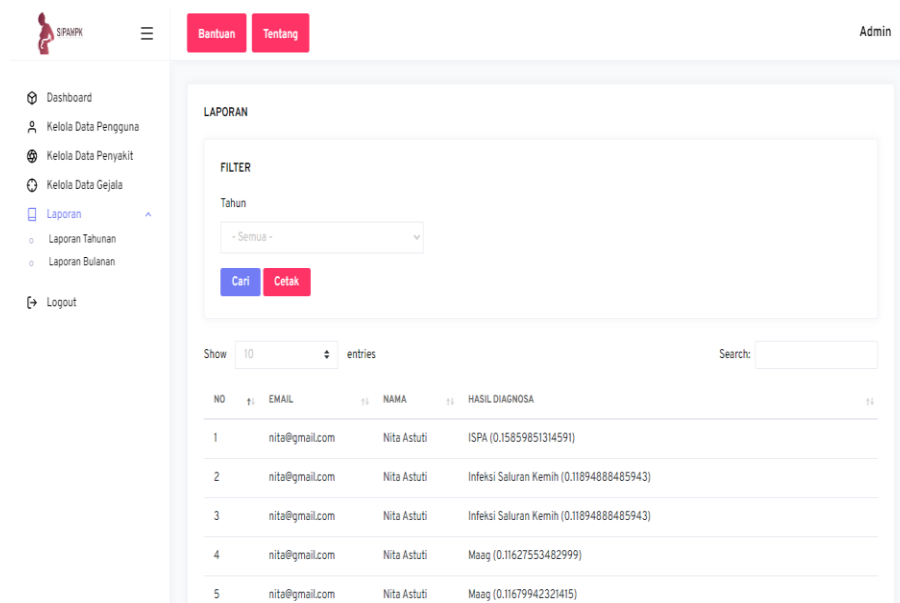 SIPANPK
Bantuan
Tentang
Admin
Dashboard
Kelola Data Pengguna
Kelola Data Penyakit
Kelola Data Gejala
Laporan
Laporan Tahunan
Laporan Bulanan
Logout
LAPORAN
FILTER
Tahun
- Semua -
Cari
Cetak
Show 10 entries
Search:
NO EMAIL NAMA HASIL DIAGNOSA
1 nita@gmail.com Nita Astuti ISPA (0.15859851314591)
2 nita@gmail.com Nita Astuti Infeksi Saluran Kemih (0.11894888485943)
3 nita@gmail.com Nita Astuti Infeksi Saluran Kemih (0.11894888485943)
4 nita@gmail.com Nita Astuti Maag (0.11627553482999)
5 nita@gmail.com Nita Astuti Maag (0.11679942321415)